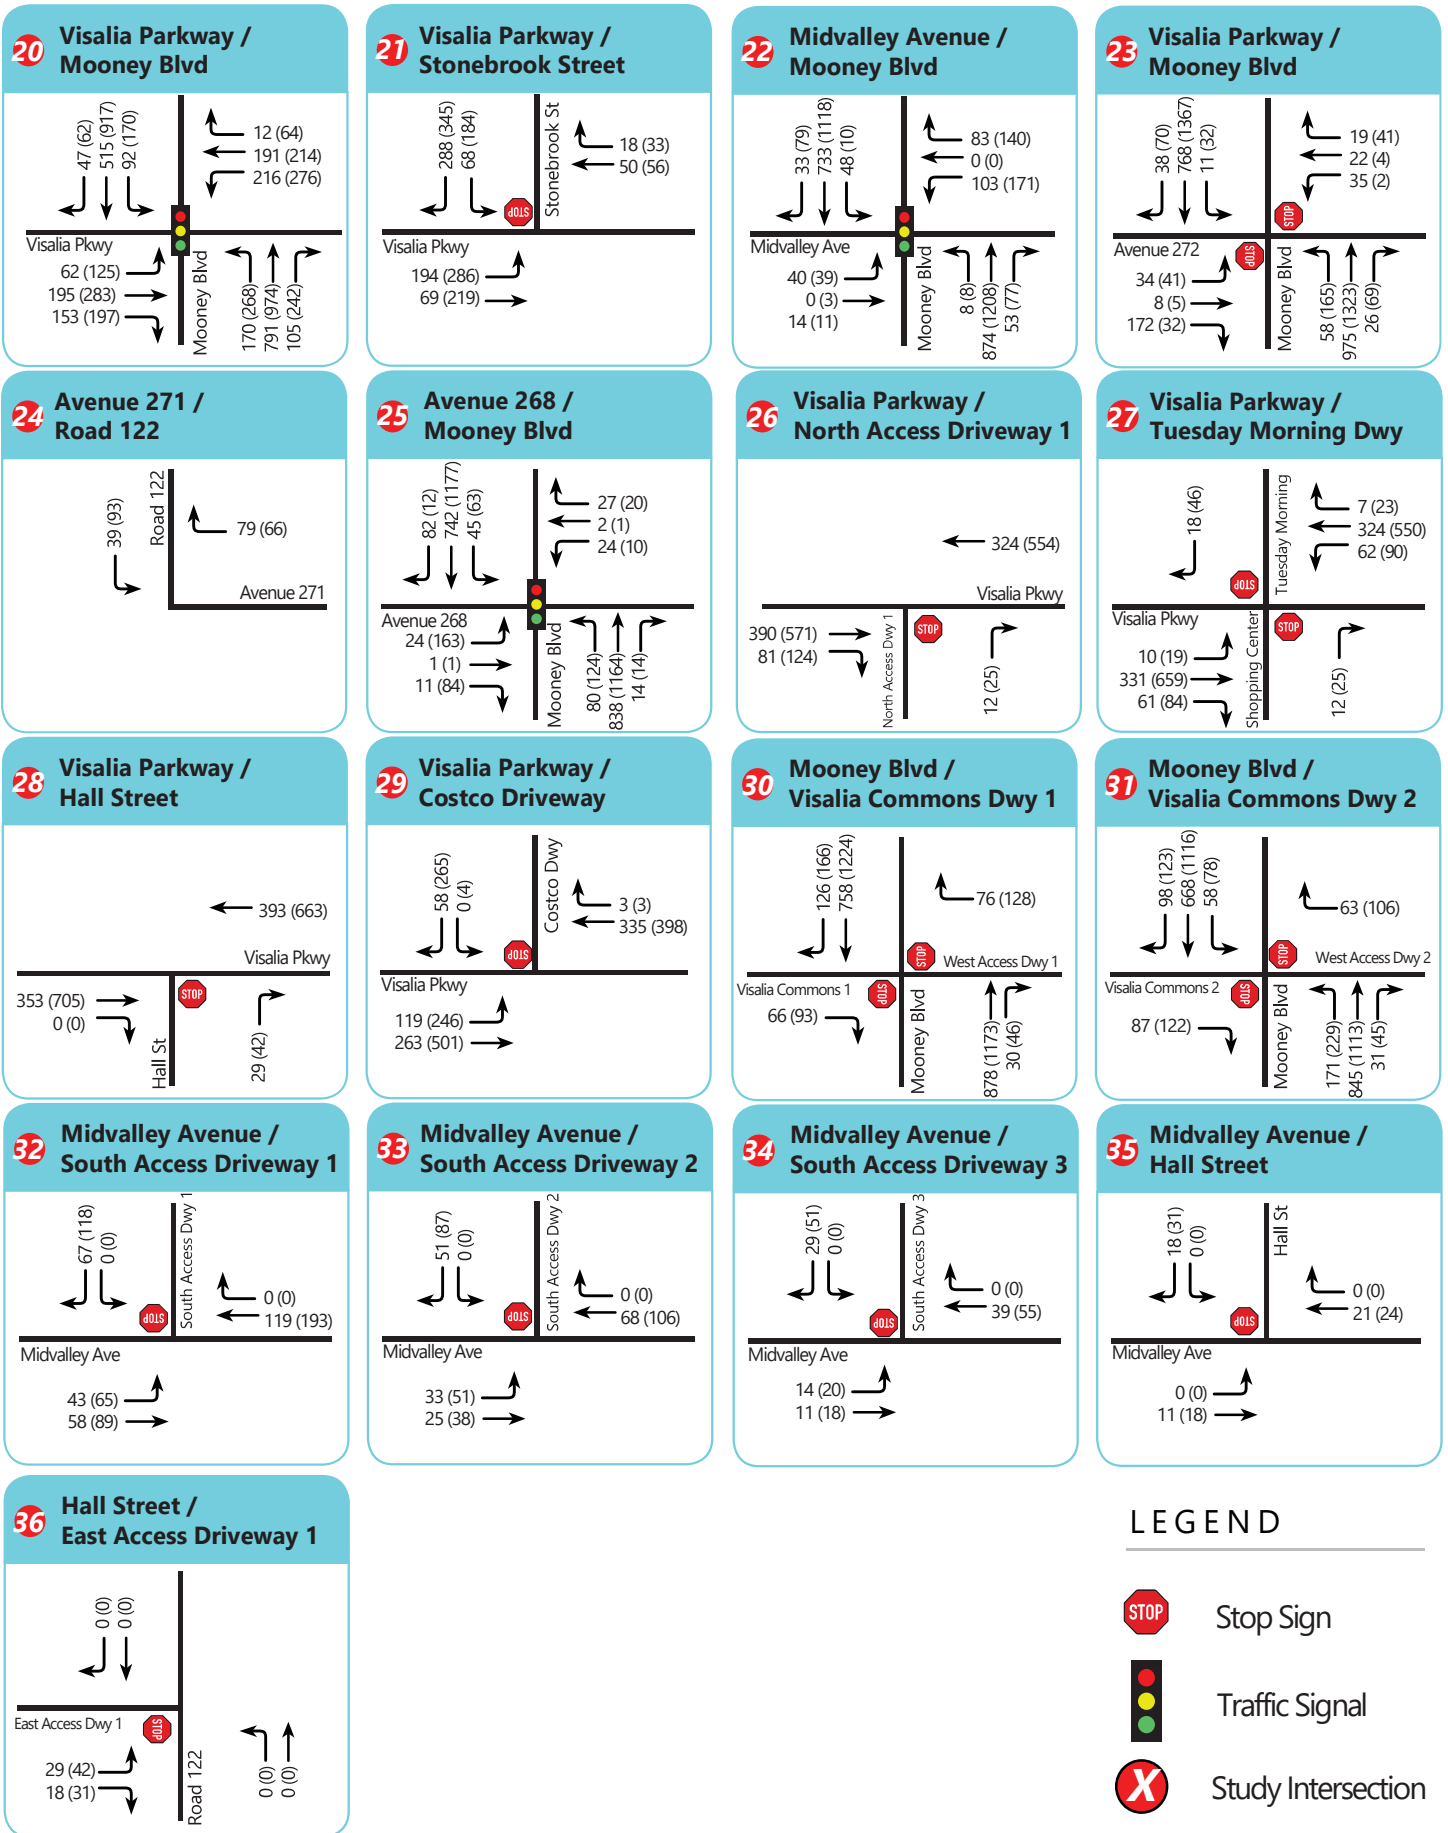 20
Visalia Parkway /
Mooney Blvd
47 (62)
515 (917)
92 (170)
12 (64)
191 (214)
216 (276)
Visalia Pkwy
62 (125)
195 (283)
153 (197)
Mooney Blvd
170 (268)
791 (974)
105 (242)
21
Visalia Parkway /
Stonebrook Street
288 (345)
68 (184)
STOP
Stonebrook St
18 (33)
50 (56)
Visalia Pkwy
194 (286)
69 (219)
22
Midvalley Avenue /
Mooney Blvd
33 (79)
733 (1118)
48 (10)
83 (140)
0 (0)
103 (171)
Midvalley Ave
40 (39)
0 (3)
14 (11)
Mooney Blvd
8 (8)
874 (1208)
53 (77)
23
Visalia Parkway /
Mooney Blvd
38 (70)
768 (1367)
11 (32)
19 (41)
22 (4)
35 (2)
STOP
Avenue 272
STOP
34 (41)
8 (5)
172 (32)
Mooney Blvd
58 (165)
975 (1323)
26 (69)
24
Avenue 271 /
Road 122
39 (93)
Road 122
79 (66)
Avenue 271
25
Avenue 268 /
Mooney Blvd
82 (12)
742 (1177)
45 (63)
27 (20)
2 (1)
24 (10)
Avenue 268
24 (163)
1 (1)
11 (84)
Mooney Blvd
80 (124)
838 (1164)
14 (14)
26
Visalia Parkway /
North Access Driveway 1
324 (554)
Visalia Pkwy
390 (571)
81 (124)
North Access Dwy 1
STOP
12 (25)
27
Visalia Parkway /
Tuesday Morning Dwy
18 (46)
STOP
Tuesday Morning
7 (23)
324 (550)
62 (90)
Visalia Pkwy
10 (19)
331 (659)
61 (84)
Shopping Center
STOP
12 (25)
28
Visalia Parkway /
Hall Street
393 (663)
Visalia Pkwy
353 (705)
0 (0)
Hall St
STOP
29 (42)
29
Visalia Parkway /
Costco Driveway
58 (265)
0 (4)
STOP
Costco Dwy
3 (3)
335 (398)
Visalia Pkwy
119 (246)
263 (501)
30
Mooney Blvd /
Visalia Commons Dwy 1
126 (166)
758 (1224)
76 (128)
STOP
West Access Dwy 1
Visalia Commons 1
STOP
66 (93)
Mooney Blvd
878 (1173)
30 (46)
31
Mooney Blvd /
Visalia Commons Dwy 2
98 (123)
668 (1116)
58 (78)
63 (106)
STOP
West Access Dwy 2
Visalia Commons 2
STOP
87 (122)
Mooney Blvd
171 (229)
845 (1113)
31 (45)
32
Midvalley Avenue /
South Access Driveway 1
67 (118)
0 (0)
STOP
South Access Dwy 1
0 (0)
119 (193)
Midvalley Ave
43 (65)
58 (89)
33
Midvalley Avenue /
South Access Driveway 2
51 (87)
0 (0)
STOP
South Access Dwy 2
0 (0)
68 (106)
Midvalley Ave
33 (51)
25 (38)
34
Midvalley Avenue /
South Access Driveway 3
29 (51)
0 (0)
STOP
South Access Dwy 3
0 (0)
39 (55)
Midvalley Ave
14 (20)
11 (18)
35
Midvalley Avenue /
Hall Street
18 (31)
0 (0)
STOP
Hall St
0 (0)
21 (24)
Midvalley Ave
0 (0)
11 (18)
36
Hall Street /
East Access Driveway 1
0 (0)
0 (0)
East Access Dwy 1
STOP
29 (42)
18 (31)
Road 122
0 (0)
0 (0)
LEGEND
STOP
Stop Sign
Traffic Signal
X
Study Intersection